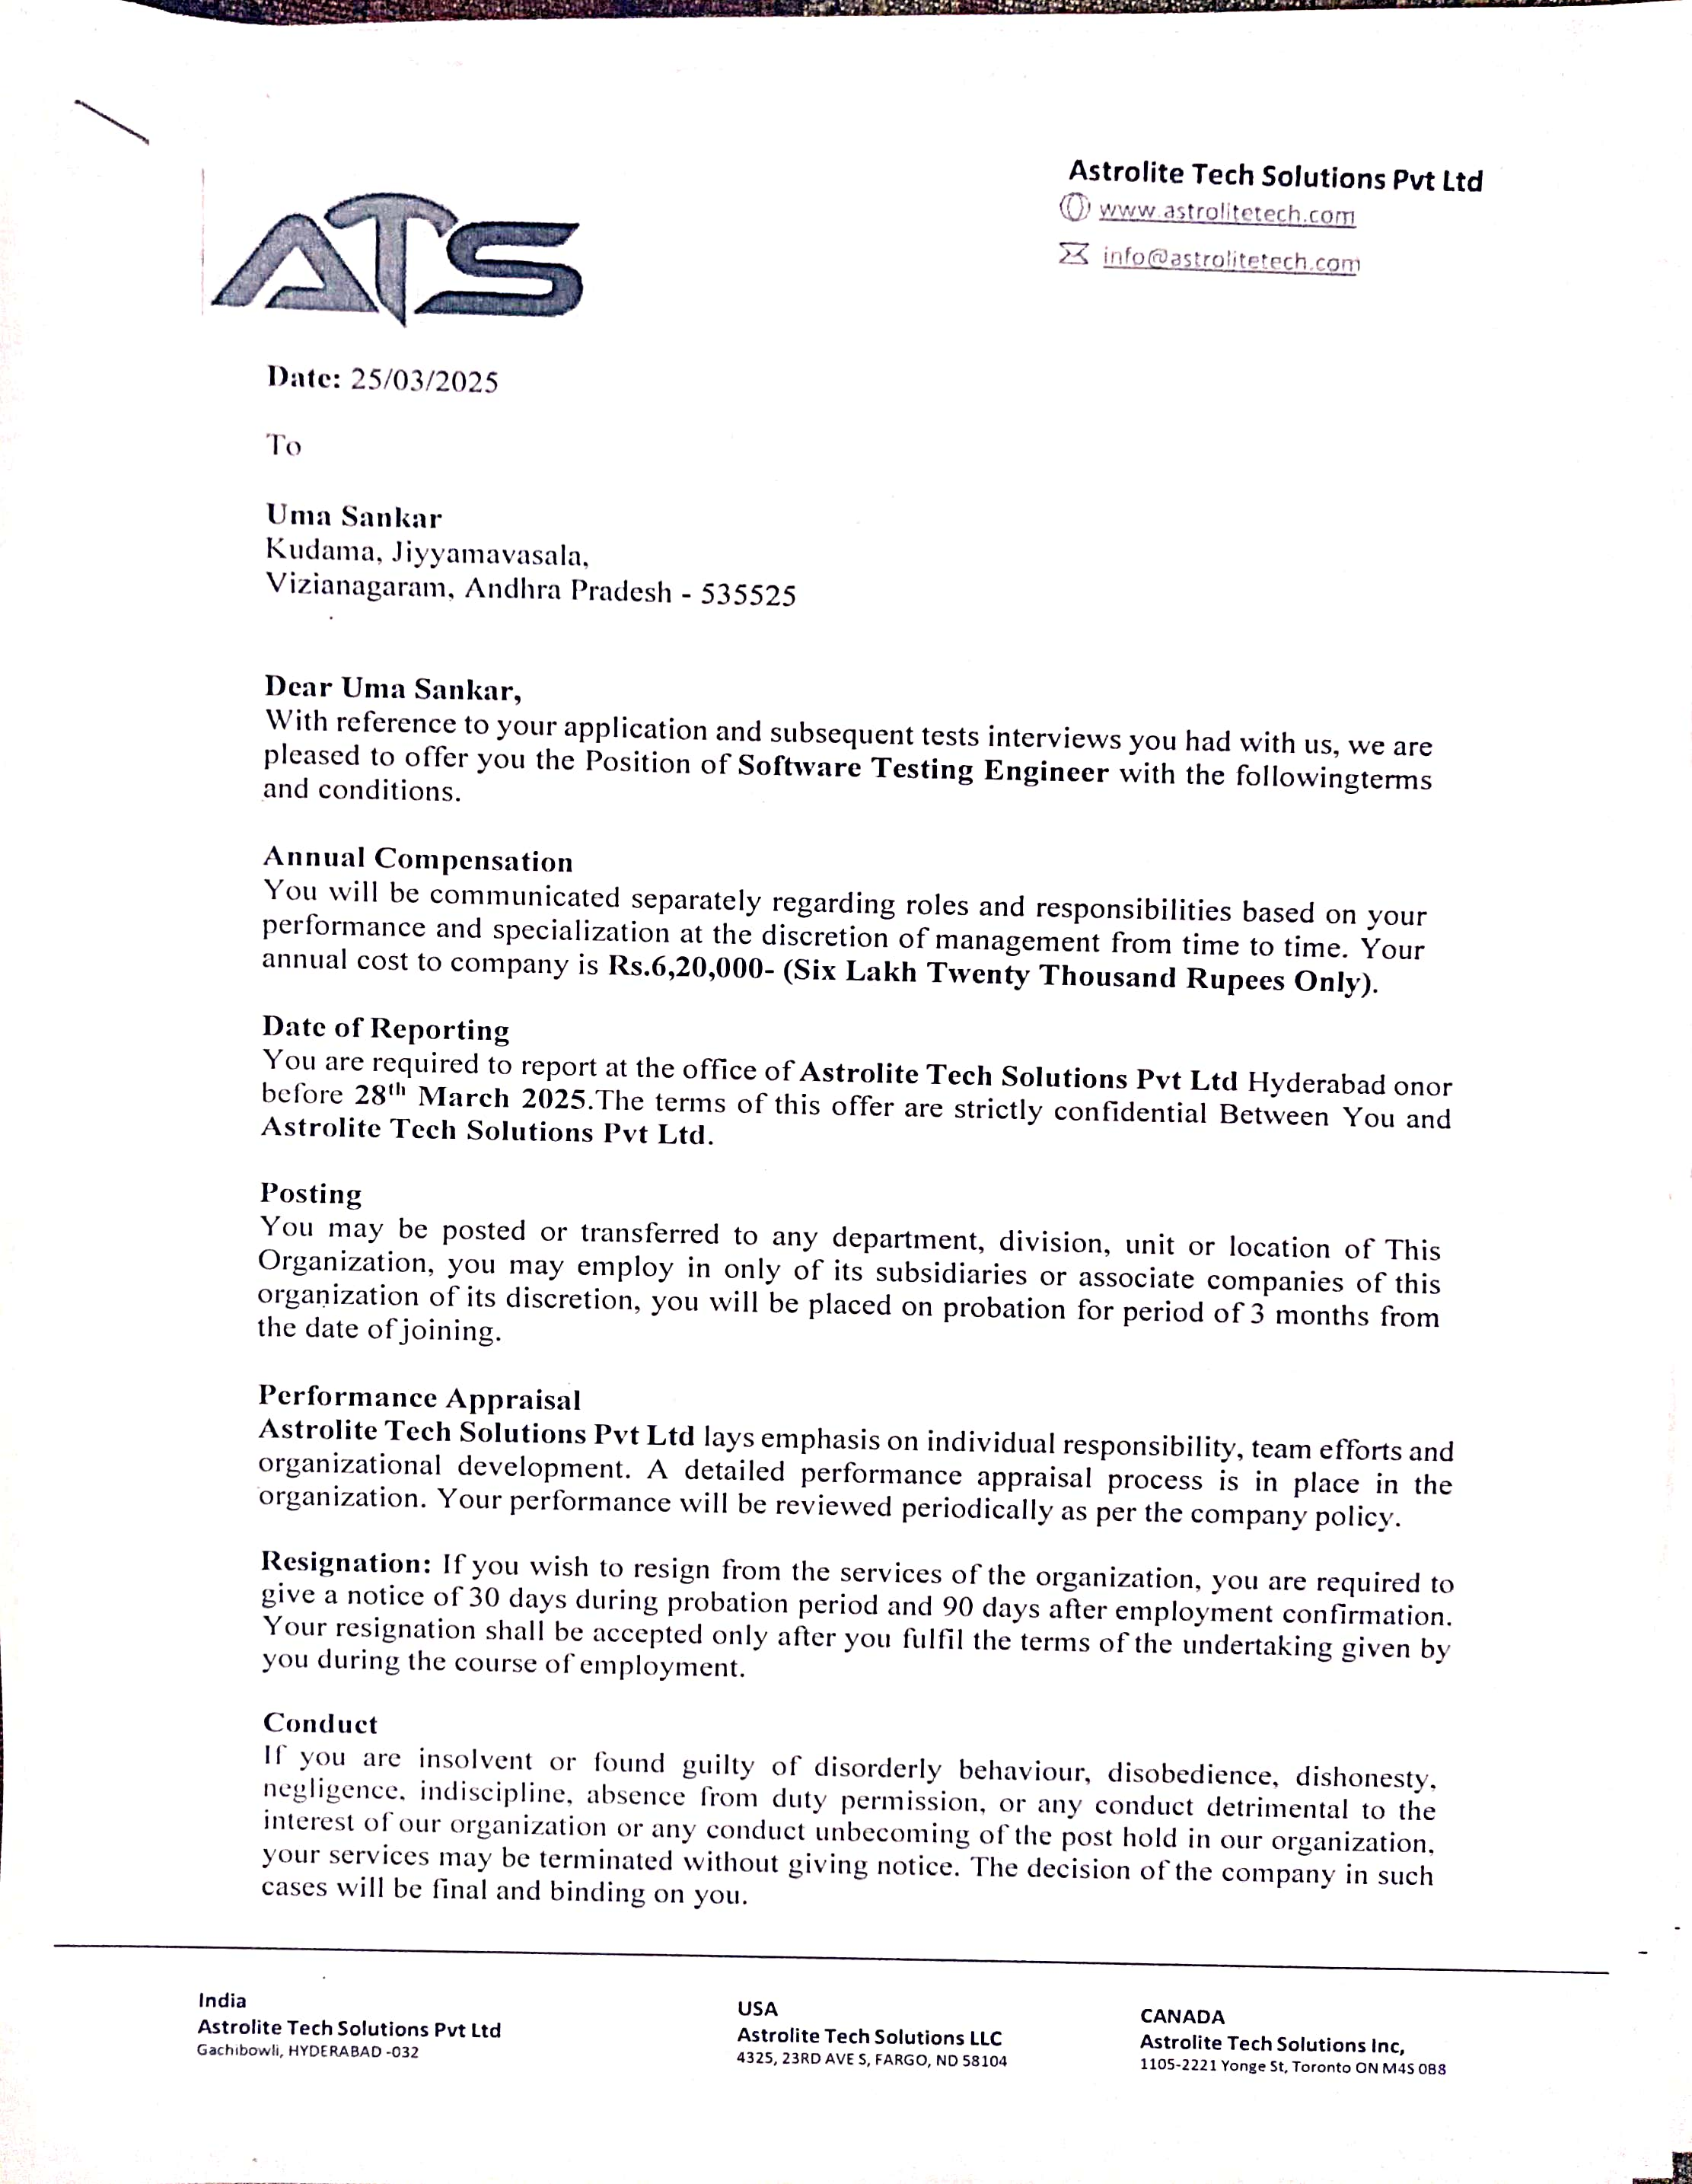 Astrolite Tech Solutions Pvt Ltd
www.astrolitetech.com
info@astrolitetech.com
ATS
Date: 25/03/2025
To
Uma Sankar
Kudama, Jiyyamavasala,
Vizianagaram, Andhra Pradesh - 535525
Dear Uma Sankar,
With reference to your application and subsequent tests interviews you had with us, we are
pleased to offer you the Position of Software Testing Engineer with the followingterms
and conditions.
Annual Compensation
You will be communicated separately regarding roles and responsibilities based on your
performance and specialization at the discretion of management from time to time. Your
annual cost to company is Rs.6,20,000- (Six Lakh Twenty Thousand Rupees Only).
Date of Reporting
You are required to report at the office of Astrolite Tech Solutions Pvt Ltd Hyderabad onor
before 28th March 2025.The terms of this offer are strictly confidential Between You and
Astrolite Tech Solutions Pvt Ltd.
Posting
You may be posted or transferred to any department, division, unit or location of This
Organization, you may employ in only of its subsidiaries or associate companies of this
organization of its discretion, you will be placed on probation for period of 3 months from
the date of joining.
Performance Appraisal
Astrolite Tech Solutions Pvt Ltd lays emphasis on individual responsibility, team efforts and
organizational development. A detailed performance appraisal process is in place in the
organization. Your performance will be reviewed periodically as per the company policy.
Resignation: If you wish to resign from the services of the organization, you are required to
give a notice of 30 days during probation period and 90 days after employment confirmation.
Your resignation shall be accepted only after you fulfil the terms of the undertaking given by
you during the course of employment.
Conduct
If you are insolvent or found guilty of disorderly behaviour, disobedience, dishonesty,
negligence, indiscipline, absence from duty permission, or any conduct detrimental to the
interest of our organization or any conduct unbecoming of the post hold in our organization,
your services may be terminated without giving notice. The decision of the company in such
cases will be final and binding on you.
India
Astrolite Tech Solutions Pvt Ltd
Gachibowli, HYDERABAD -032
USA
Astrolite Tech Solutions LLC
4325, 23RD AVE S, FARGO, ND 58104
CANADA
Astrolite Tech Solutions Inc,
1105-2221 Yonge St, Toronto ON M4S 0B8